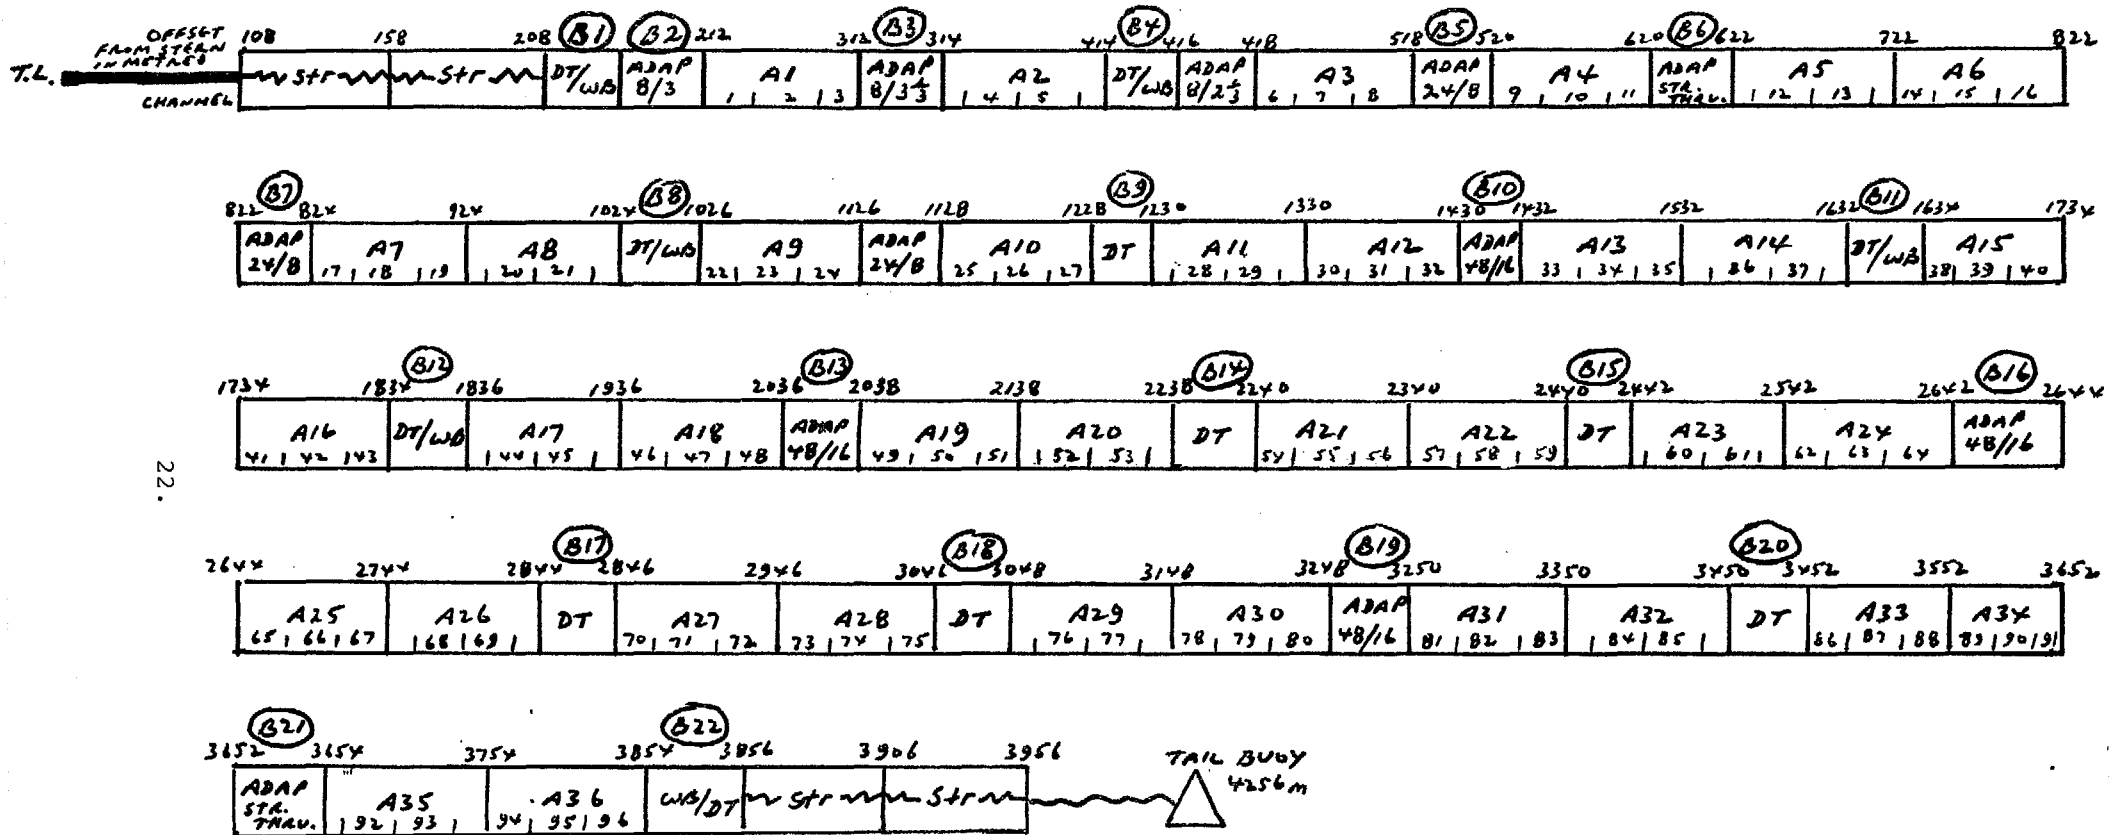 OFFSET
FROM STERN
IN METRES
108 158 208 B1 B2 212 312 B3 314 414 B4 416 418 518 B5 520 620 B6 622 722 822
T.L. Str Str DT/WB ADAP 8/3 A1 ADAP 8/3 A2 DT/WB ADAP A3 ADAP 24/8 A4 ADAP STR. THRU. A5 A6
CHANNEL 1 2 3 4 5 6 7 8 9 10 11 12 13 14 15 16
B7 B8 B9 B10 B11
822 824 924 1024 1026 1126 1128 1228 1230 1330 1430 1432 1532 1632 1634 1734
ADAP 24/8 A7 A8 DT/WB A9 ADAP 24/8 A10 DT A11 A12 ADAP 48/16 A13 A14 DT/WB A15
17 18 19 20 21 22 23 24 25 26 27 28 29 30 31 32 33 34 35 36 37 38 39 40
B12 B13 B14 B15 B16
1734 1834 1836 1936 2036 2038 2138 2238 2240 2340 2440 2442 2542 2642 2644
A16 DT/WB A17 A18 ADAP 48/16 A19 A20 DT A21 A22 DT A23 A24 ADAP 48/16
41 42 43 44 45 46 47 48 49 50 51 52 53 54 55 56 57 58 59 60 61 62 63 64
22.
B17 B18 B19 B20
2644 2744 2844 2846 2946 3046 3048 3148 3248 3250 3350 3450 3452 3552 3652
A25 A26 DT A27 A28 DT A29 A30 ADAP 48/16 A31 A32 DT A33 A34
65 66 67 68 69 70 71 72 73 74 75 76 77 78 79 80 81 82 83 84 85 86 87 88 89 90 91
B21 B22
3652 3654 3754 3854 3856 3906 3956 TAIL BUOY
4256 m
ADAP STR. THRU. A35 A36 WB/DT Str Str
92 93 94 95 96